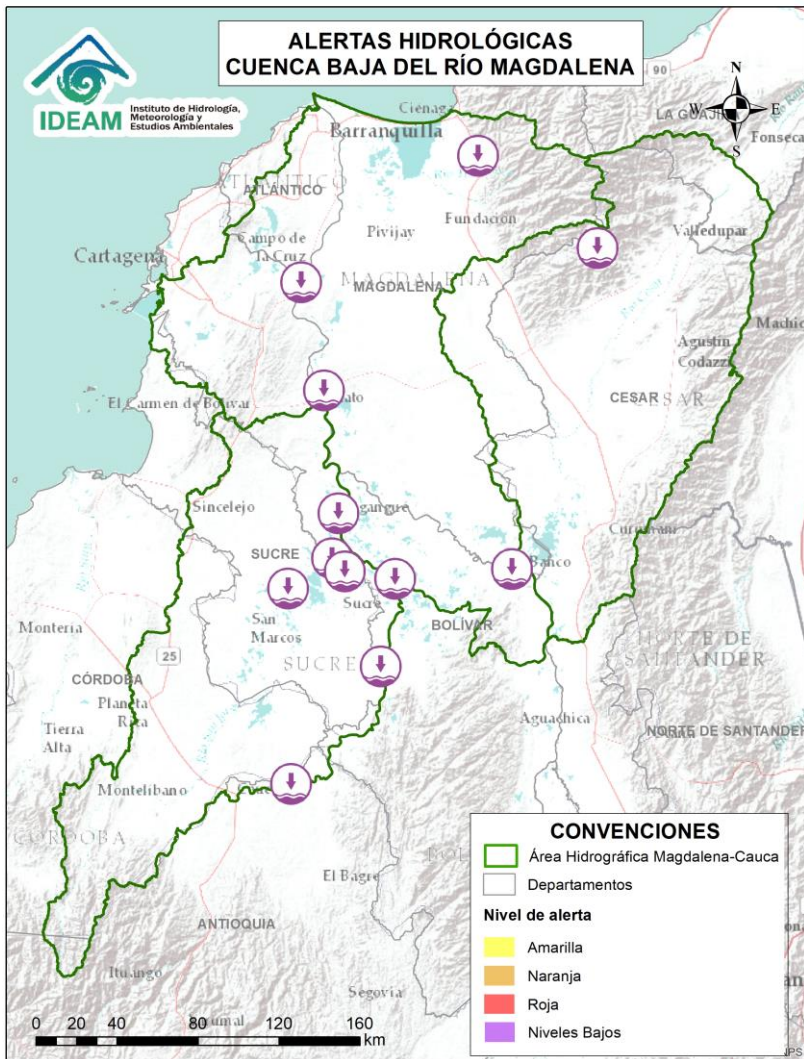 ALERTAS HIDROLÓGICAS
CUENCA BAJA DEL RÍO MAGDALENA
IDEAM
Instituto de Hidrología,
Meteorología y
Estudios Ambientales
N
W E
S
90
LA GUAJIRA
Ciénaga
Barranquilla
Fonseca
ATLÁNTICO
ATLÁNTICO
Fundación
Pivijay
Valledupar
Campo de
la Cruz
Cartagena
MAGDALENA
MAGDALENA
Agustín
Codazzi
CESAR
CESAR
El Carmen de Bolívar
Sincelejo
Curumaní
SUCRE
Banco
Sucre
San
Marcos
BOLÍVAR
Montería
SUCRE
NORTE DE
SANTANDER
25
CÓRDOBA
Planeta
Rica
Aguachica
Tierra
Alta
NORTE DE SANTANDER
Montelíbano
CÓRDOBA
El Bagre
ANTIOQUIA
Ituango
Segovia
CONVENCIONES
Área Hidrográfica Magdalena-Cauca
Departamentos
Nivel de alerta
Amarilla
Naranja
Roja
Niveles Bajos
0 40 80 120 160
km